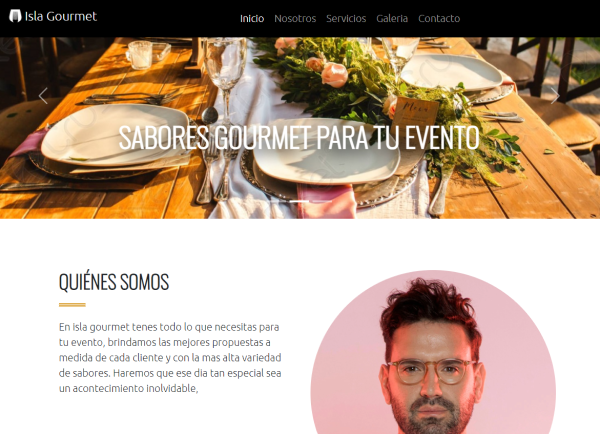 Isla Gourmet
Inicio Nosotros Servicios Galeria Contacto
SABORES GOURMET PARA TU EVENTO
QUIÉNES SOMOS
En isla gourmet tenes todo lo que necesitas para
tu evento, brindamos las mejores propuestas a
medida de cada cliente y con la mas alta variedad
de sabores. Haremos que ese dia tan especial sea
un acontecimiento inolvidable,